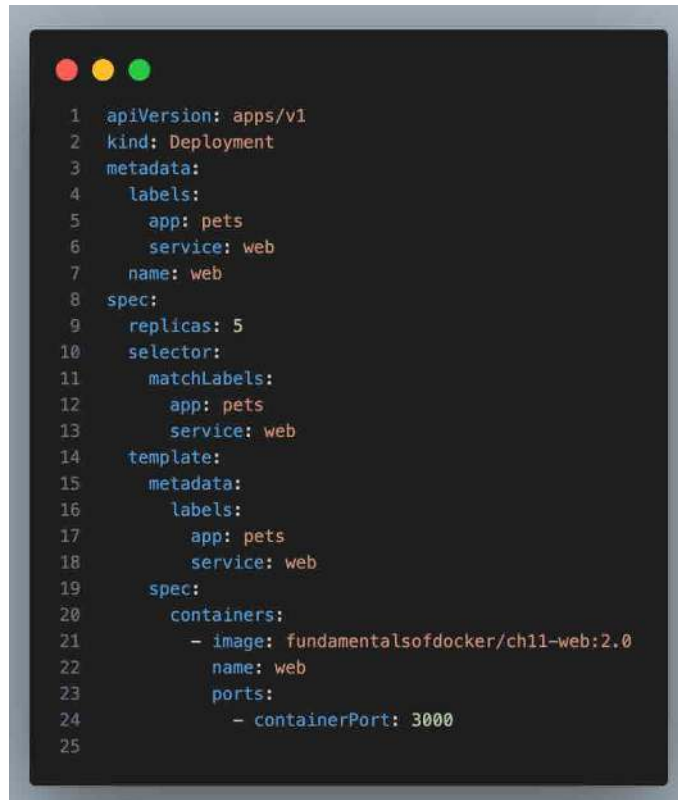 1 apiVersion: apps/v1
2 kind: Deployment
3 metadata:
4   labels:
5     app: pets
6     service: web
7   name: web
8 spec:
9   replicas: 5
10   selector:
11     matchLabels:
12       app: pets
13       service: web
14   template:
15     metadata:
16       labels:
17         app: pets
18         service: web
19     spec:
20       containers:
21         - image: fundamentalsofdocker/ch11-web:2.0
22           name: web
23           ports:
24             - containerPort: 3000
25